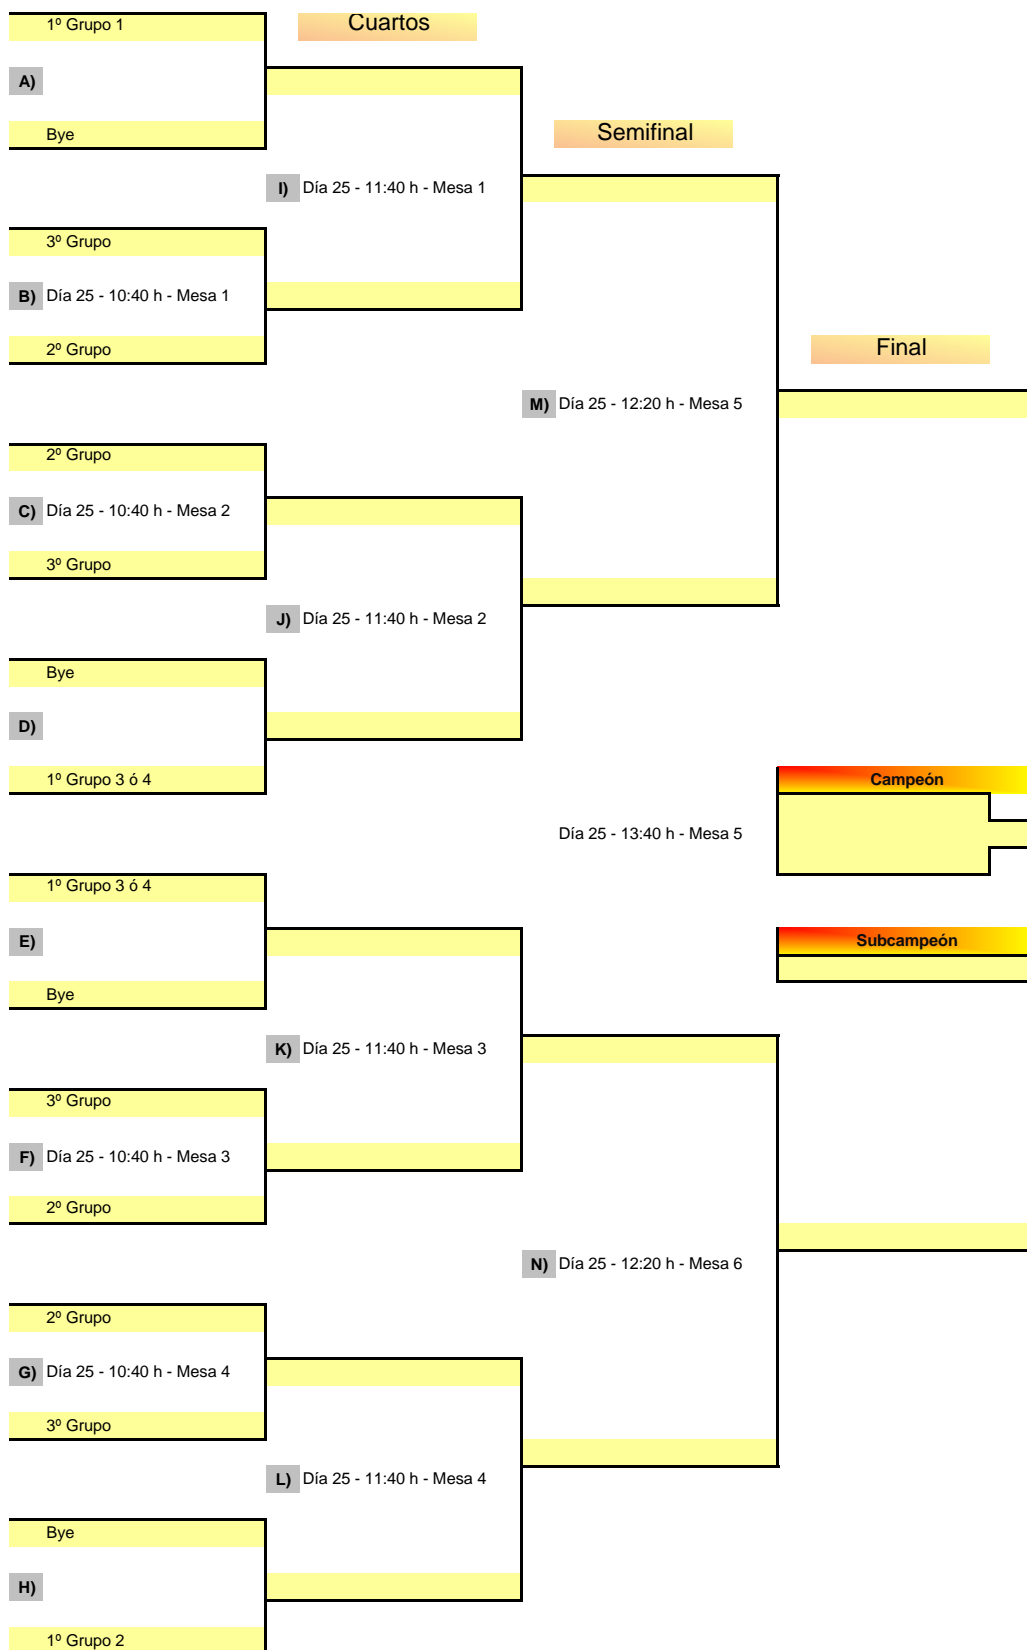 1º Grupo 1
Cuartos
A)
Bye
Semifinal
I) Día 25 - 11:40 h - Mesa 1
3º Grupo
B) Día 25 - 10:40 h - Mesa 1
2º Grupo
Final
M) Día 25 - 12:20 h - Mesa 5
2º Grupo
C) Día 25 - 10:40 h - Mesa 2
3º Grupo
J) Día 25 - 11:40 h - Mesa 2
Bye
D)
1º Grupo 3 ó 4
Campeón
Día 25 - 13:40 h - Mesa 5
1º Grupo 3 ó 4
E)
Subcampeón
Bye
K) Día 25 - 11:40 h - Mesa 3
3º Grupo
F) Día 25 - 10:40 h - Mesa 3
2º Grupo
N) Día 25 - 12:20 h - Mesa 6
2º Grupo
G) Día 25 - 10:40 h - Mesa 4
3º Grupo
L) Día 25 - 11:40 h - Mesa 4
Bye
H)
1º Grupo 2